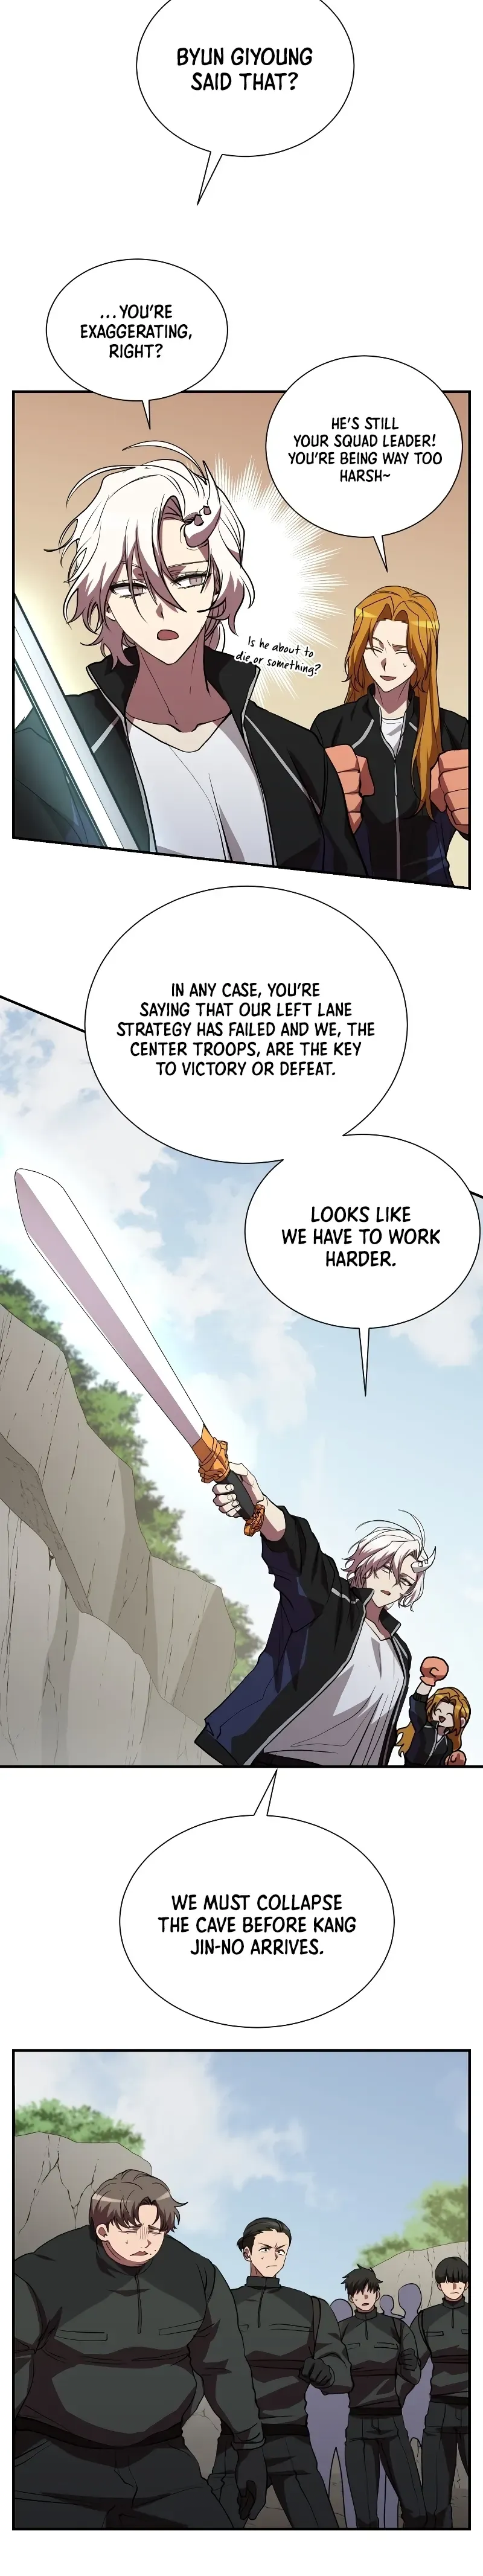 BYUN GIYOUNG
SAID THAT?
...YOU'RE
EXAGGERATING,
RIGHT?
HE'S STILL
YOUR SQUAD LEADER!
YOU'RE BEING WAY TOO
HARSH~
Is he about to
die or something?
IN ANY CASE, YOU'RE
SAYING THAT OUR LEFT LANE
STRATEGY HAS FAILED AND WE, THE
CENTER TROOPS, ARE THE KEY
TO VICTORY OR DEFEAT.
LOOKS LIKE
WE HAVE TO WORK
HARDER.
WE MUST COLLAPSE
THE CAVE BEFORE KANG
JIN-NO ARRIVES.